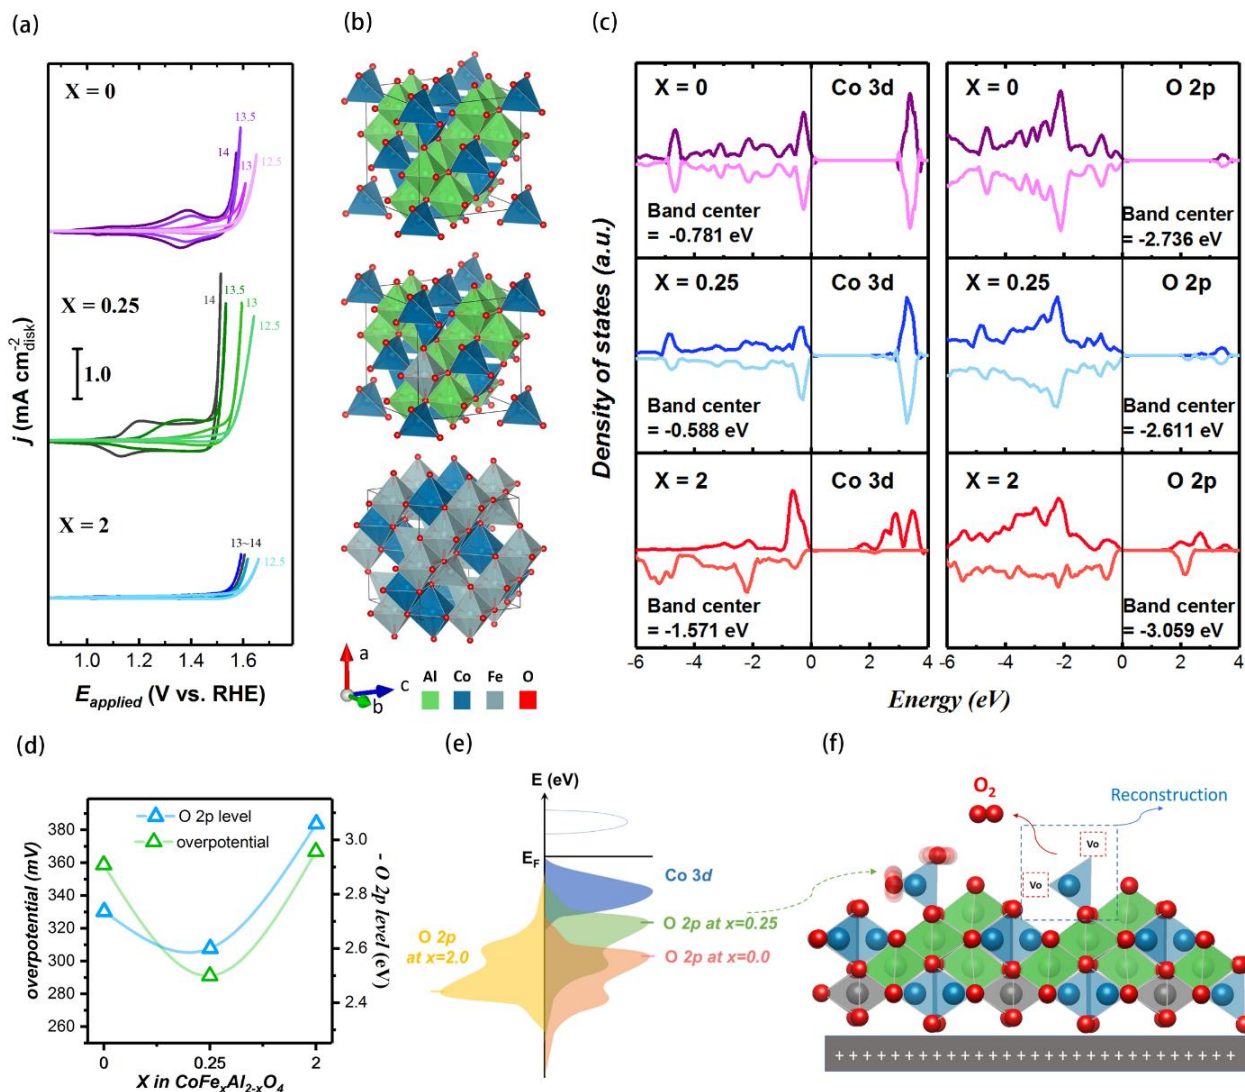 (a)
X = 0
13.5
14
13
12.5
X = 0.25
13.5
14
13
12.5
1.0
X = 2
13~14
12.5
j (mA cm⁻²disk)
1.0 1.2 1.4 1.6
Eapplied (V vs. RHE)
(b)
a
c
b
Al Co Fe O
(c)
X = 0 Co 3d
Band center
= -0.781 eV
X = 0 O 2p
Band center
= -2.736 eV
X = 0.25 Co 3d
Band center
= -0.588 eV
X = 0.25 O 2p
Band center
= -2.611 eV
X = 2 Co 3d
Band center
= -1.571 eV
X = 2 O 2p
Band center
= -3.059 eV
Density of states (a.u.)
-6 -4 -2 0 2 4
-6 -4 -2 0 2 4
Energy (eV)
(d)
O 2p level
overpotential
380
360
340
320
300
280
260
overpotential (mV)
3.0
2.8
2.6
2.4
- O 2p level (eV)
0 0.25 2
X in CoFexAl2-xO4
(e)
E (eV)
EF
Co 3d
O 2p at x=0.25
O 2p
at x=2.0
O 2p at x=0.0
(f)
O2
Reconstruction
Vo
Vo
+ + + + + + + + + + + + + + + + + + + + + + + + + + + + + +